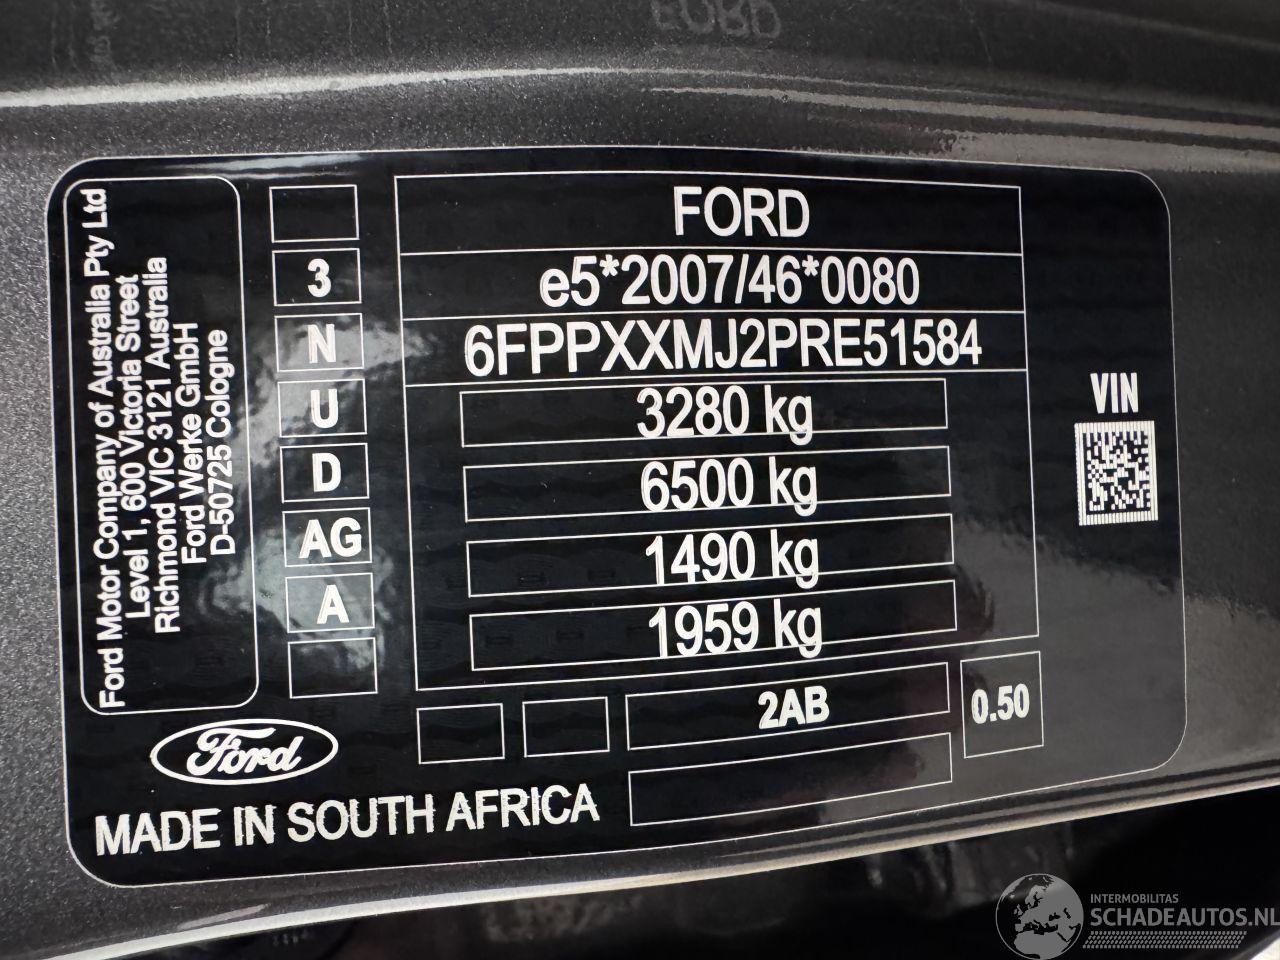 FORD
Ford Motor Company of Australia Pty Ltd
Level 1, 600 Victoria Street
Richmond VIC 3121 Australia
Ford Werke GmbH
D-50725 Cologne
3
N
U
D
AG
A
FORD
e5*2007/46*0080
6FPPXXMJ2PRE51584
3280 kg
6500 kg
1490 kg
1959 kg
VIN
2AB
0.50
Ford
MADE IN SOUTH AFRICA
INTERMOBILITAS
SCHADEAUTOS.NL